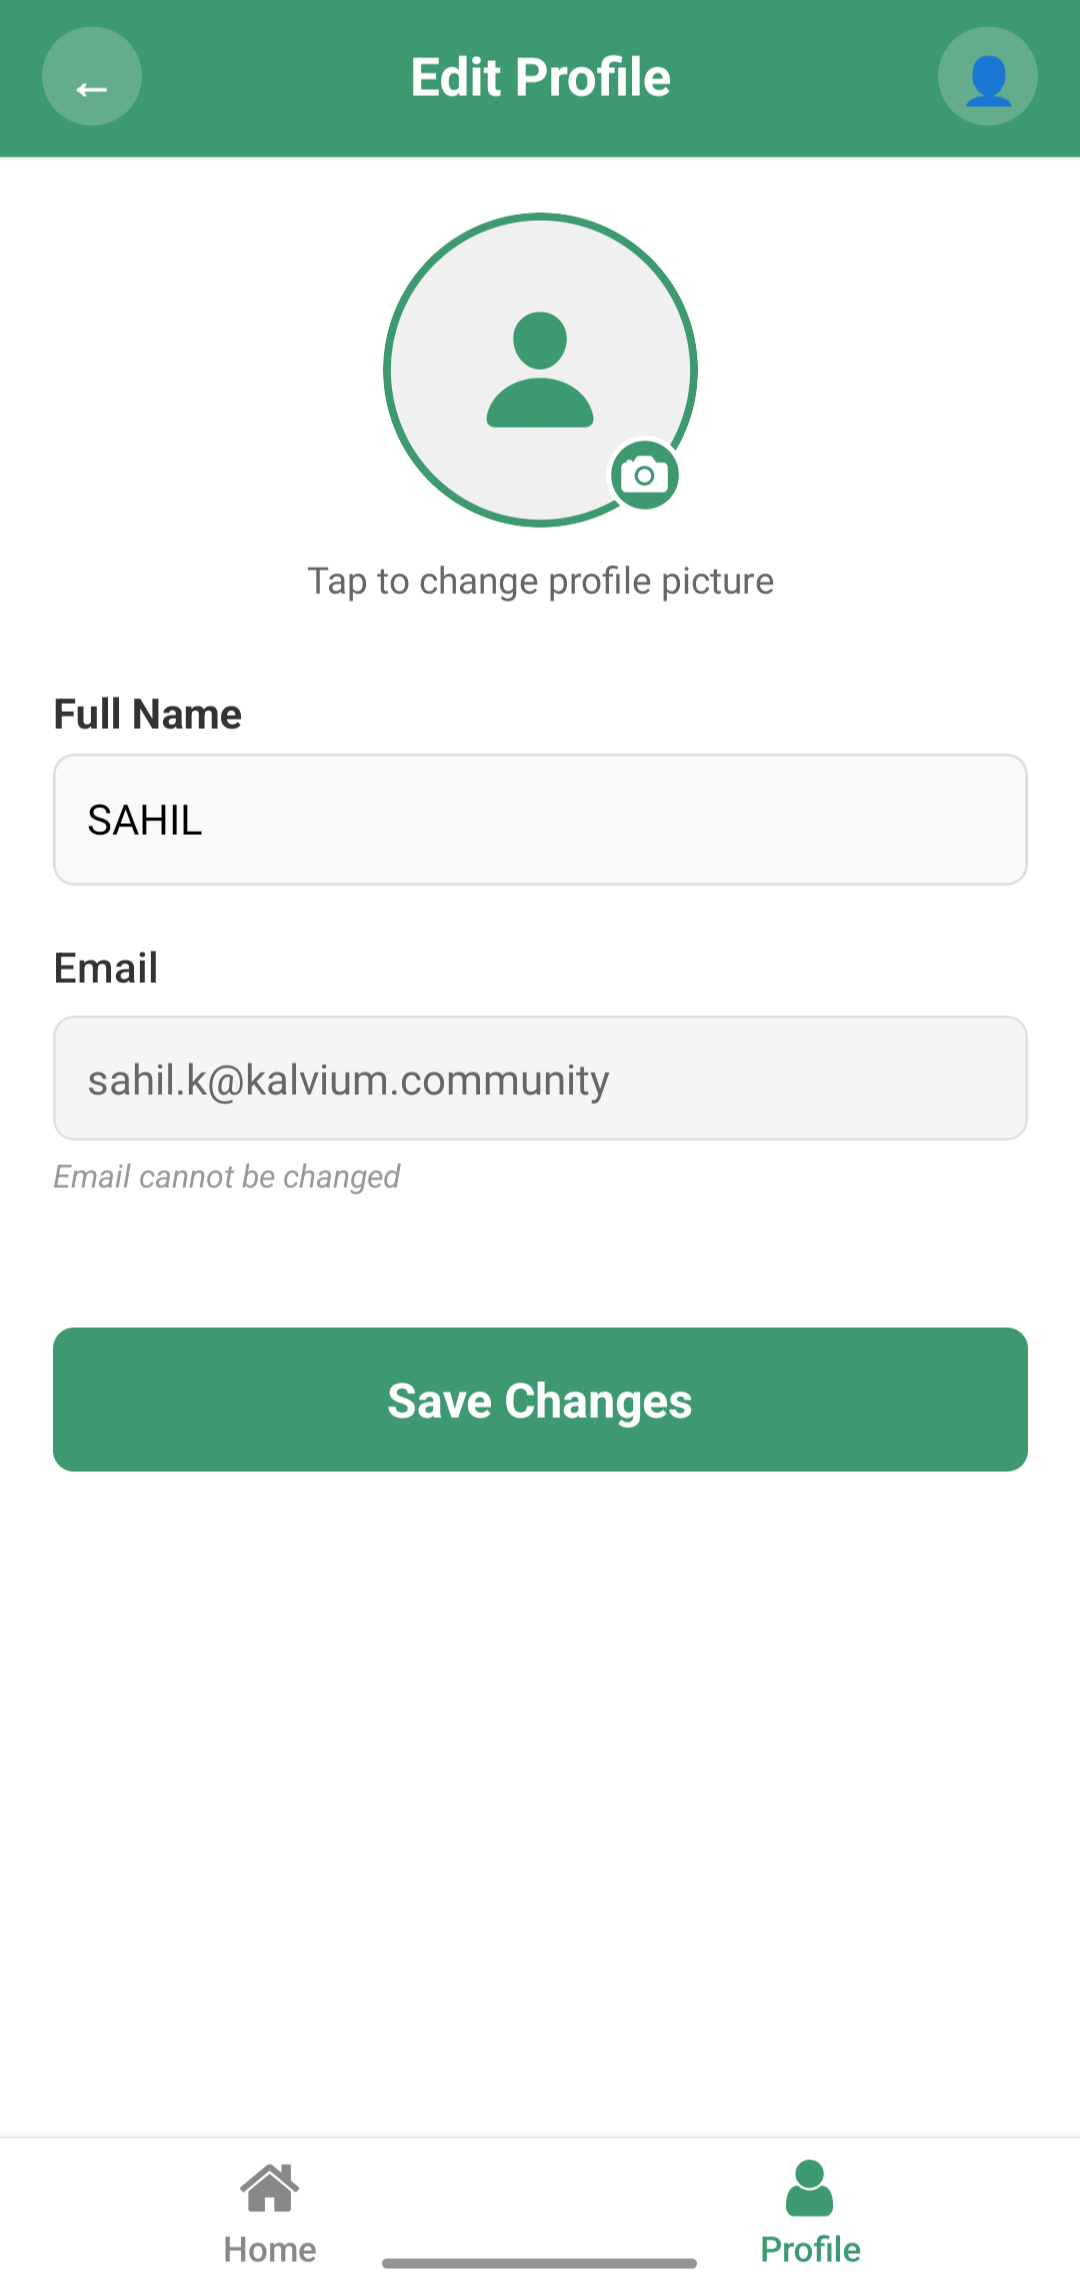 Edit Profile
Tap to change profile picture
Full Name
SAHIL
Email
sahil.k@kalvium.community
Email cannot be changed
Save Changes
Home
Profile